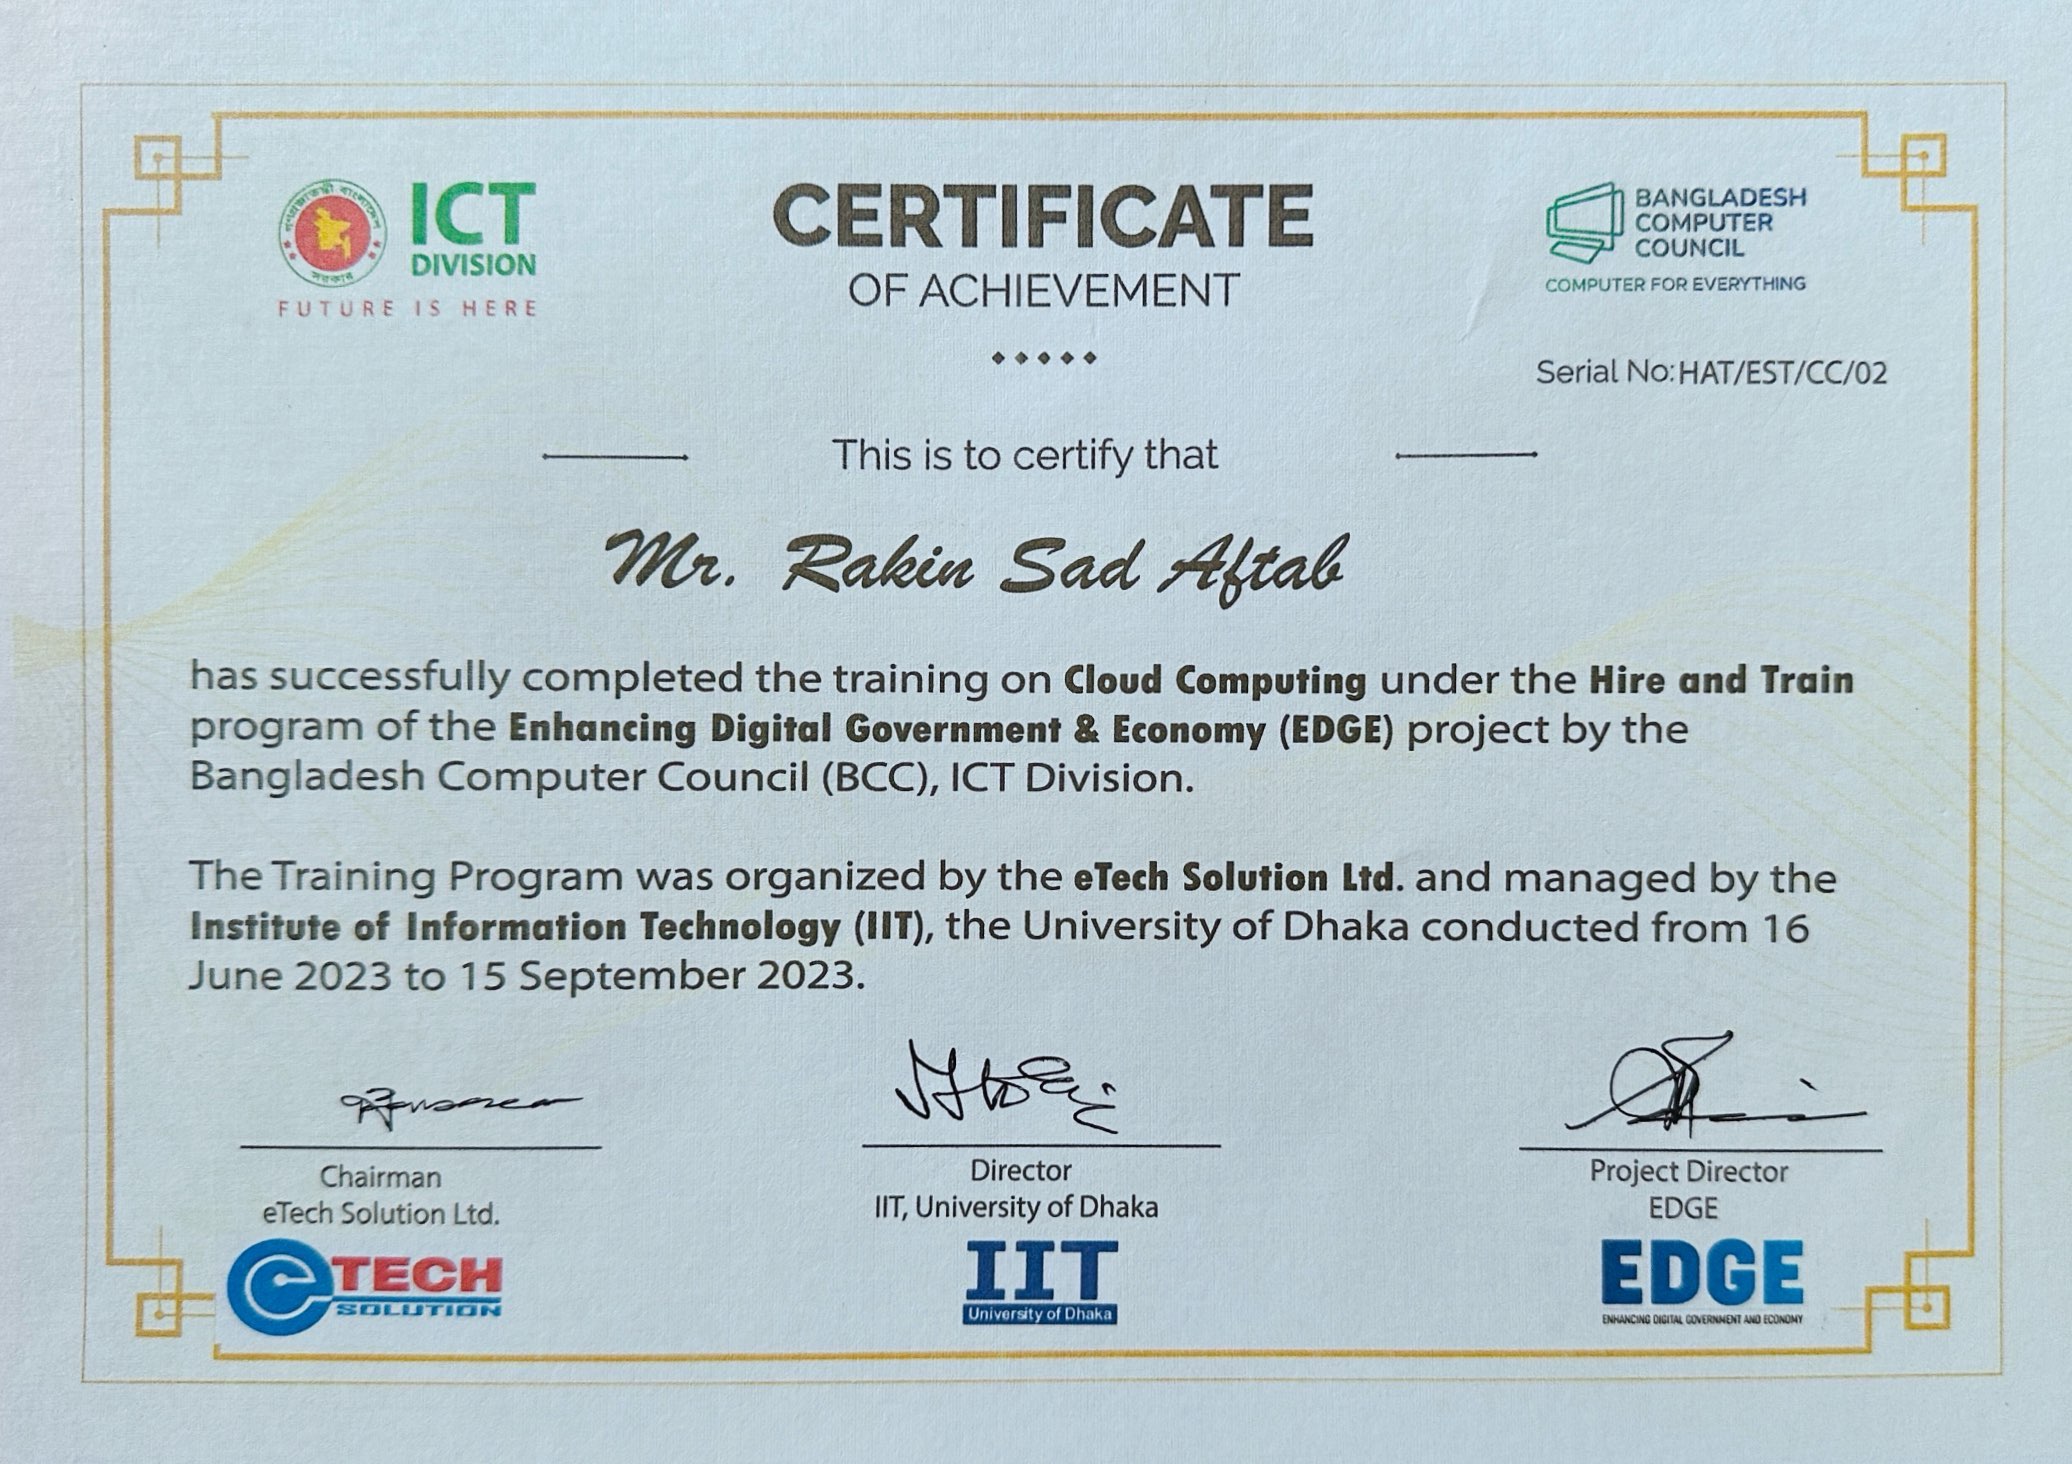 গণপ্রজাতন্ত্রী বাংলাদেশ
সরকার
ICT
DIVISION
FUTURE IS HERE
CERTIFICATE
OF ACHIEVEMENT
BANGLADESH
COMPUTER
COUNCIL
COMPUTER FOR EVERYTHING
Serial No: HAT/EST/CC/02
This is to certify that
Mr. Rakin Sad Aftab
has successfully completed the training on Cloud Computing under the Hire and Train
program of the Enhancing Digital Government & Economy (EDGE) project by the
Bangladesh Computer Council (BCC), ICT Division.
The Training Program was organized by the eTech Solution Ltd. and managed by the
Institute of Information Technology (IIT), the University of Dhaka conducted from 16
June 2023 to 15 September 2023.
Chairman
eTech Solution Ltd.
eTECH
SOLUTION
Director
IIT, University of Dhaka
IIT
University of Dhaka
Project Director
EDGE
EDGE
ENHANCING DIGITAL GOVERNMENT AND ECONOMY